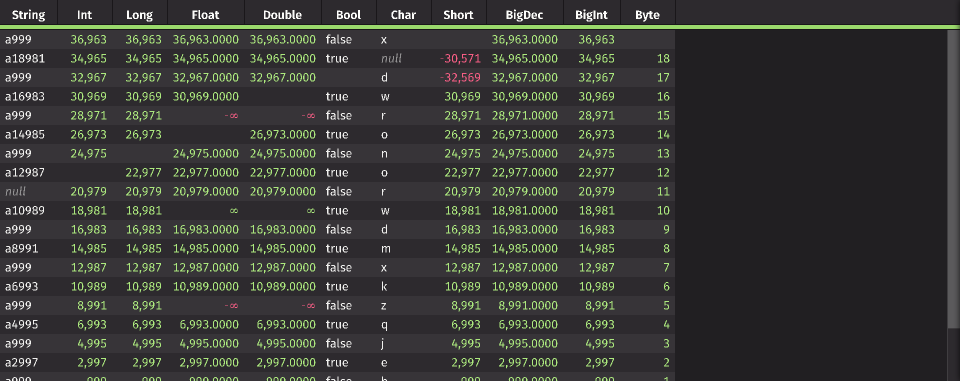 String Int Long Float Double Bool Char Short BigDec BigInt Byte
a999 36,963 36,963 36,963.0000 36,963.0000 false x 36,963.0000 36,963
a18981 34,965 34,965 34,965.0000 34,965.0000 true null -30,571 34,965.0000 34,965 18
a999 32,967 32,967 32,967.0000 32,967.0000 d -32,569 32,967.0000 32,967 17
a16983 30,969 30,969 30,969.0000 true w 30,969 30,969.0000 30,969 16
a999 28,971 28,971 -∞ -∞ false r 28,971 28,971.0000 28,971 15
a14985 26,973 26,973 26,973.0000 true o 26,973 26,973.0000 26,973 14
a999 24,975 24,975.0000 24,975.0000 false n 24,975 24,975.0000 24,975 13
a12987 22,977 22,977.0000 22,977.0000 true o 22,977 22,977.0000 22,977 12
null 20,979 20,979 20,979.0000 20,979.0000 false r 20,979 20,979.0000 20,979 11
a10989 18,981 18,981 ∞ ∞ true w 18,981 18,981.0000 18,981 10
a999 16,983 16,983 16,983.0000 16,983.0000 false d 16,983 16,983.0000 16,983 9
a8991 14,985 14,985 14,985.0000 14,985.0000 true m 14,985 14,985.0000 14,985 8
a999 12,987 12,987 12,987.0000 12,987.0000 false x 12,987 12,987.0000 12,987 7
a6993 10,989 10,989 10,989.0000 10,989.0000 true k 10,989 10,989.0000 10,989 6
a999 8,991 8,991 -∞ -∞ false z 8,991 8,991.0000 8,991 5
a4995 6,993 6,993 6,993.0000 6,993.0000 true q 6,993 6,993.0000 6,993 4
a999 4,995 4,995 4,995.0000 4,995.0000 false j 4,995 4,995.0000 4,995 3
a2997 2,997 2,997 2,997.0000 2,997.0000 true e 2,997 2,997.0000 2,997 2